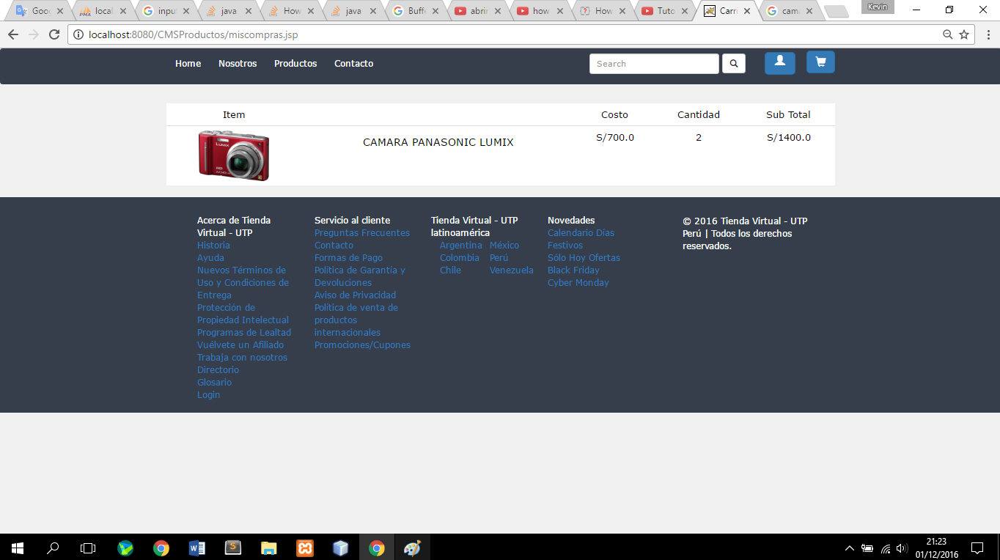 Goog
local
inpu
java
How
java
Buffe
abrir
how
How
Tuto
Carri
cam
Kevin
localhost:8080/CMSProductos/miscompras.jsp
Home Nosotros Productos Contacto Search
Item Costo Cantidad Sub Total
LUMIX
HD
CAMARA PANASONIC LUMIX S/700.0 2 S/1400.0
Acerca de Tienda
Virtual - UTP
Historia
Ayuda
Nuevos Términos de
Uso y Condiciones de
Entrega
Protección de
Propiedad Intelectual
Programas de Lealtad
Vuélvete un Afiliado
Trabaja con nosotros
Directorio
Glosario
Login
Servicio al cliente
Preguntas Frecuentes
Contacto
Formas de Pago
Política de Garantía y
Devoluciones
Aviso de Privacidad
Política de venta de
productos
internacionales
Promociones/Cupones
Tienda Virtual - UTP
latinoamérica
Argentina México
Colombia Perú
Chile Venezuela
Novedades
Calendario Días
Festivos
Sólo Hoy Ofertas
Black Friday
Cyber Monday
© 2016 Tienda Virtual - UTP
Perú | Todos los derechos
reservados.
21:23
01/12/2016